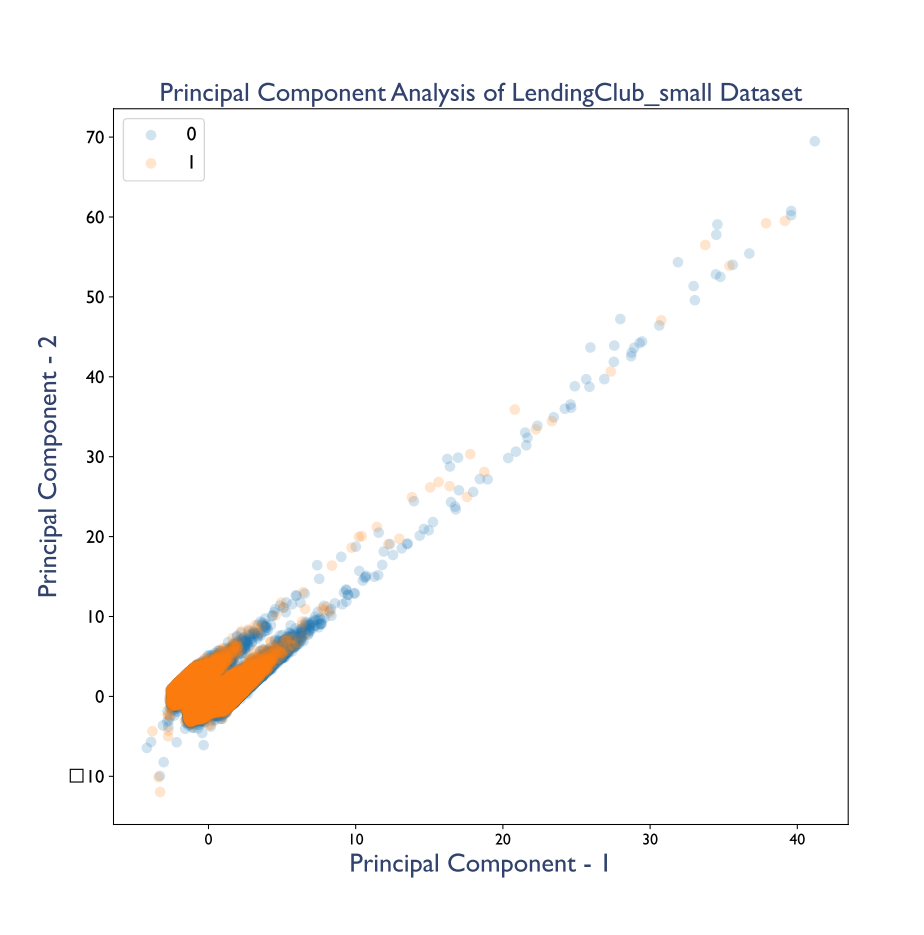 Principal Component Analysis of LendingClub_small Dataset
0
1
70
60
50
40
30
20
10
0
□10
Principal Component - 2
0 10 20 30 40
Principal Component - 1